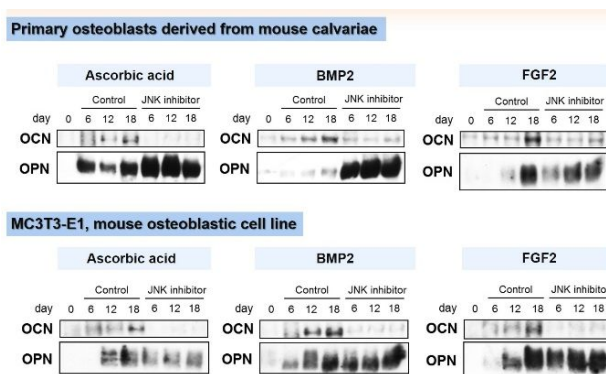 Primary osteoblasts derived from mouse calvariae
Ascorbic acid BMP2 FGF2
Control JNK inhibitor Control JNK inhibitor Control JNK inhibitor
day 0 6 12 18 6 12 18 day 0 6 12 18 6 12 18 day 0 6 12 18 6 12 18
OCN OCN OCN
OPN OPN OPN
MC3T3-E1, mouse osteoblastic cell line
Ascorbic acid BMP2 FGF2
Control JNK inhibitor Control JNK inhibitor Control JNK inhibitor
day 0 6 12 18 6 12 18 day 0 6 12 18 6 12 18 day 0 6 12 18 6 12 18
OCN OCN OCN
OPN OPN OPN